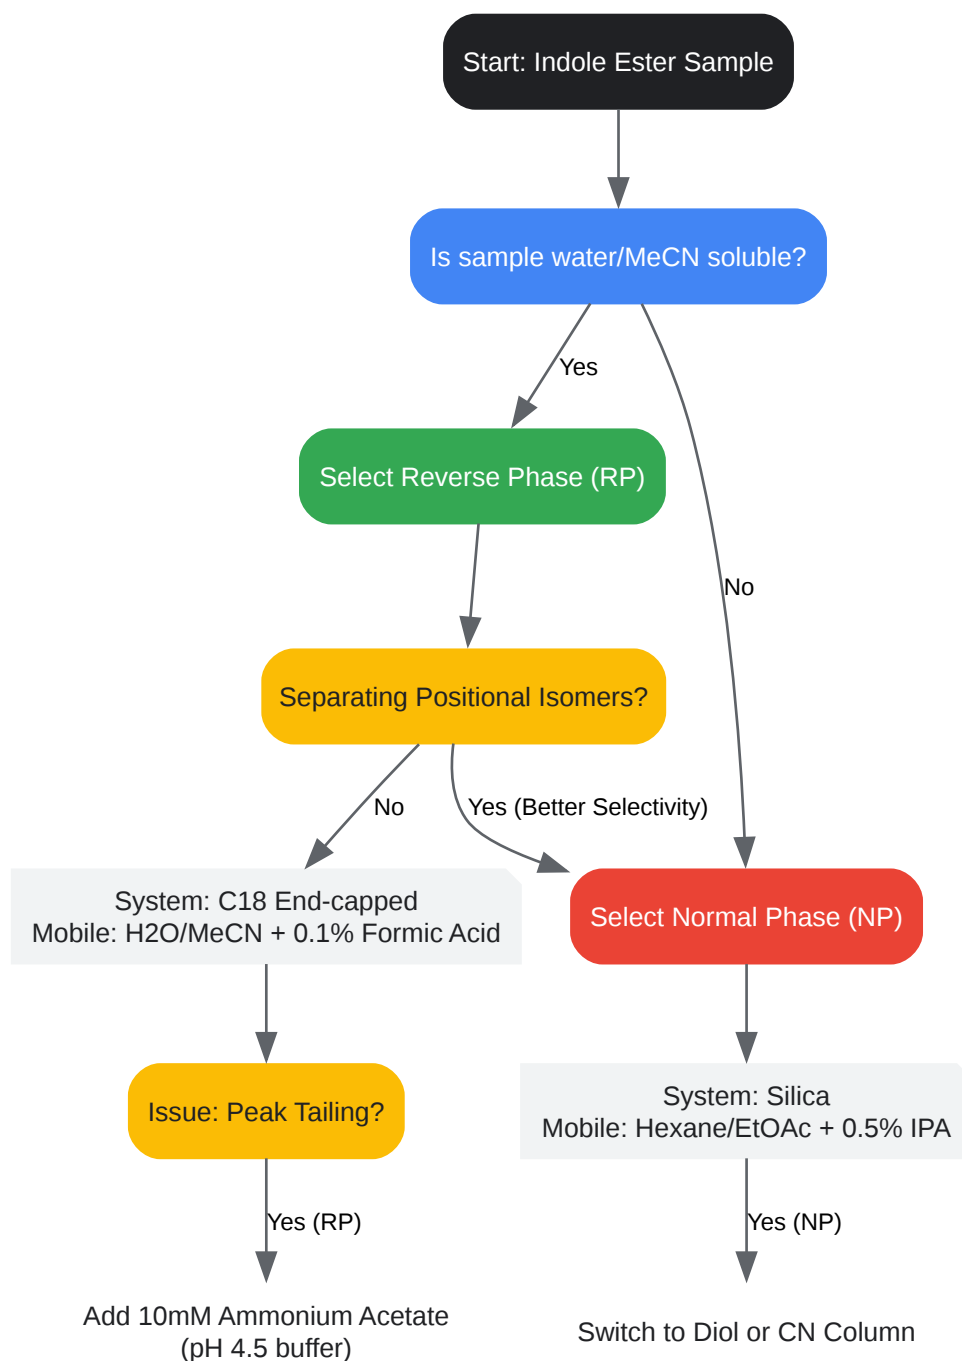 Start: Indole Ester Sample
Is sample water/MeCN soluble?
Yes
Select Reverse Phase (RP)
No
Separating Positional Isomers?
No
Yes (Better Selectivity)
System: C18 End-capped
Mobile: H2O/MeCN + 0.1% Formic Acid
Select Normal Phase (NP)
Issue: Peak Tailing?
System: Silica
Mobile: Hexane/EtOAc + 0.5% IPA
Yes (RP)
Yes (NP)
Add 10mM Ammonium Acetate
(pH 4.5 buffer)
Switch to Diol or CN Column